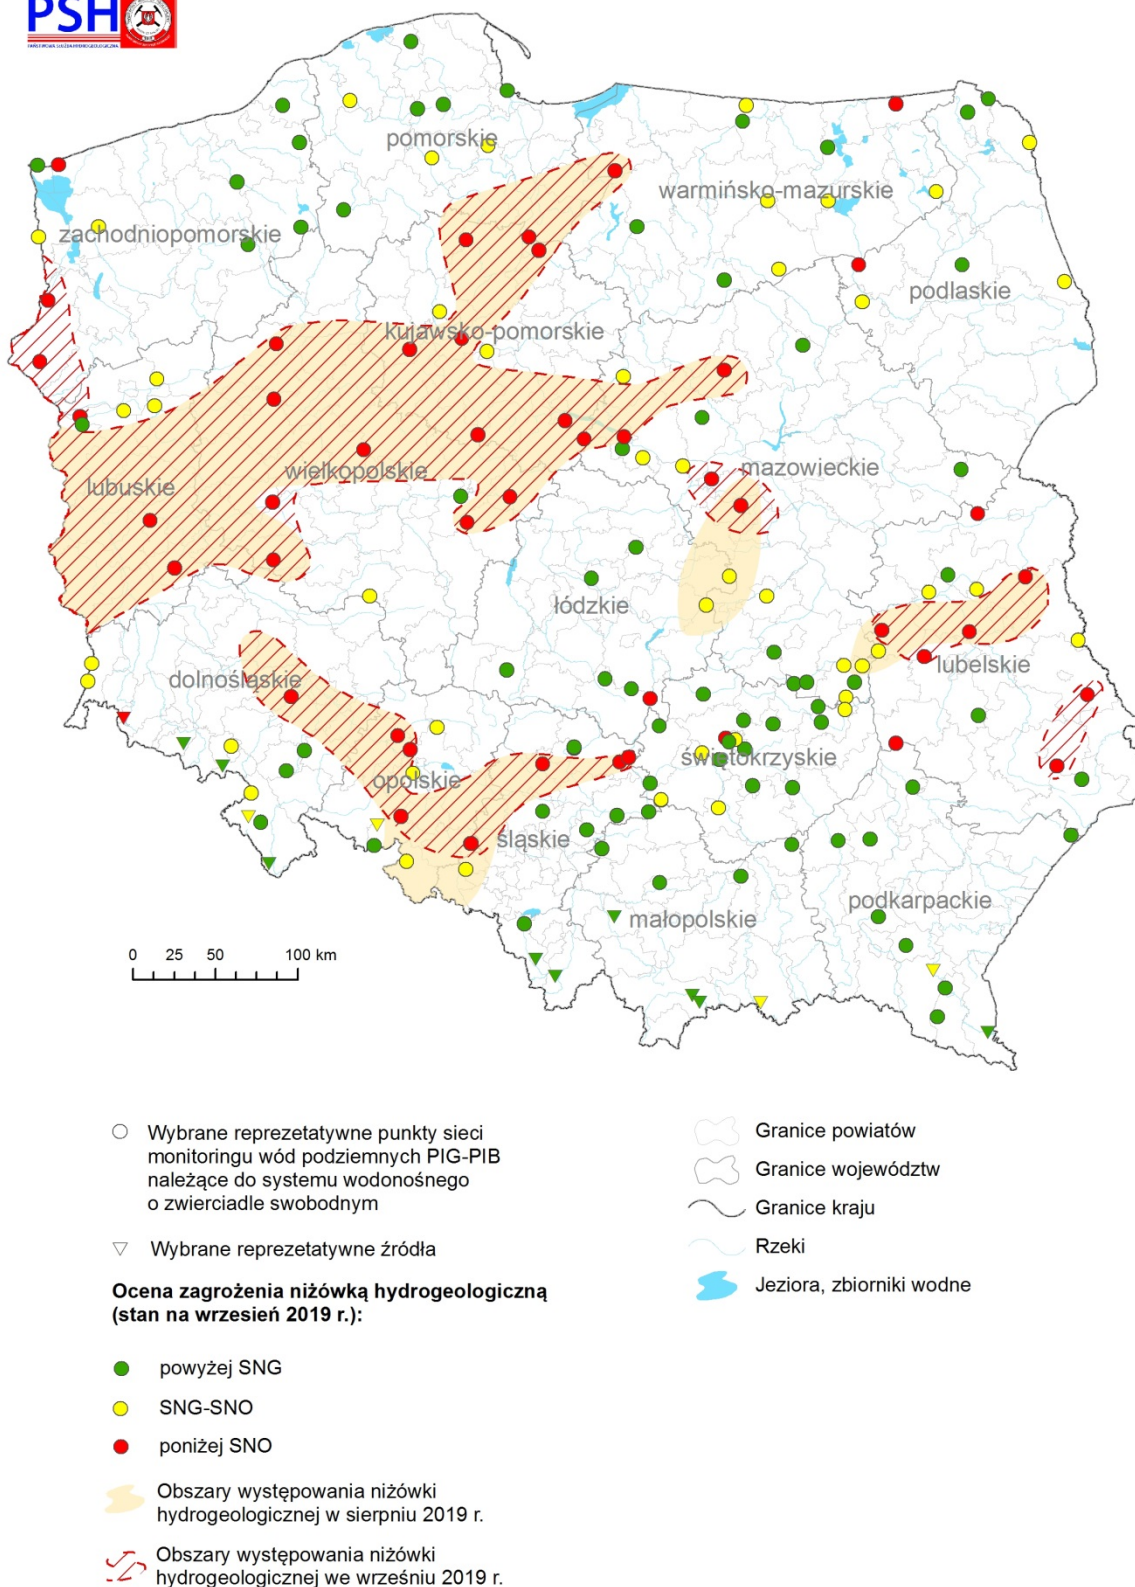 PSH
PAŃSTWOWA SŁUŻBA HYDROGEOLOGICZNA
pomorskie
warmińsko-mazurskie
zachodniopomorskie
podlaskie
kujawsko-pomorskie
mazowieckie
wielkopolskie
lubuskie
łódzkie
lubelskie
dolnośląskie
świętokrzyskie
opolskie
śląskie
podkarpackie
małopolskie
0 25 50 100 km
Wybrane reprezetatywne punkty sieci
monitoringu wód podziemnych PIG-PIB
należące do systemu wodonośnego
o zwierciadle swobodnym
Wybrane reprezetatywne źródła
Ocena zagrożenia niżówką hydrogeologiczną
(stan na wrzesień 2019 r.):
powyżej SNG
SNG-SNO
poniżej SNO
Obszary występowania niżówki
hydrogeologicznej w sierpniu 2019 r.
Obszary występowania niżówki
hydrogeologicznej we wrześniu 2019 r.
Granice powiatów
Granice województw
Granice kraju
Rzeki
Jeziora, zbiorniki wodne